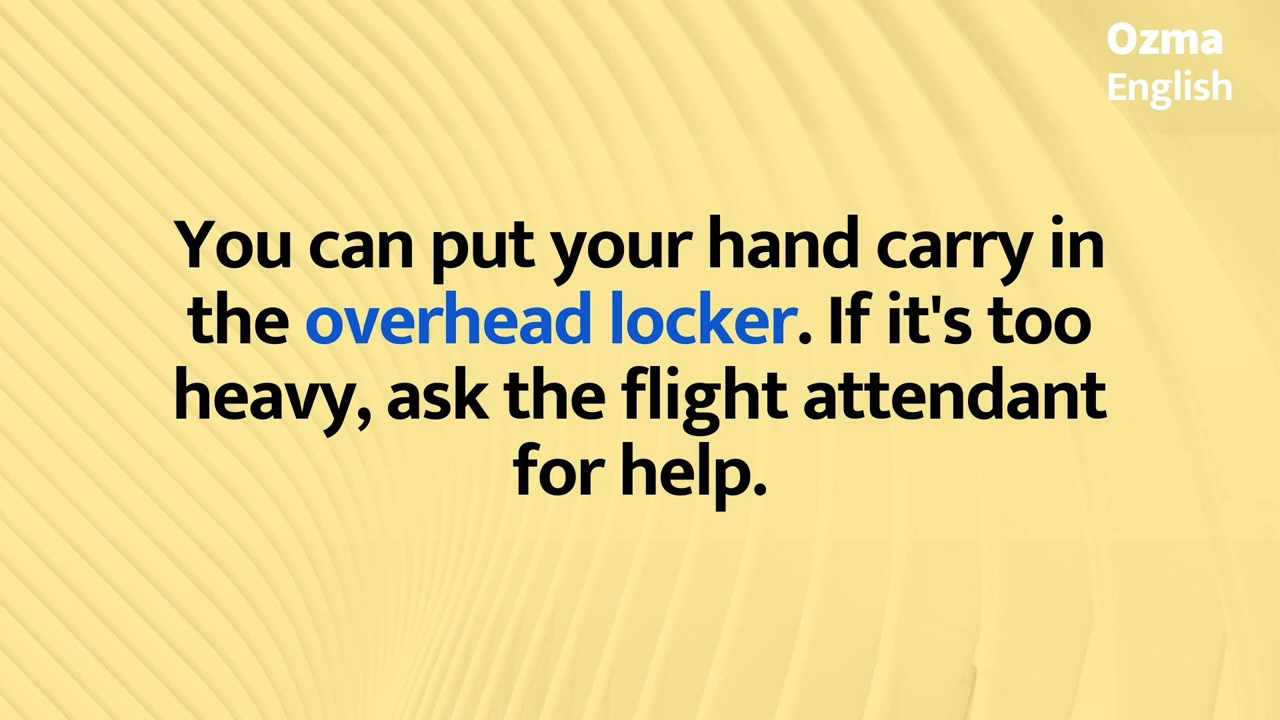 Ozma
English
You can put your hand carry in
the overhead locker. If it's too
heavy, ask the flight attendant
for help.